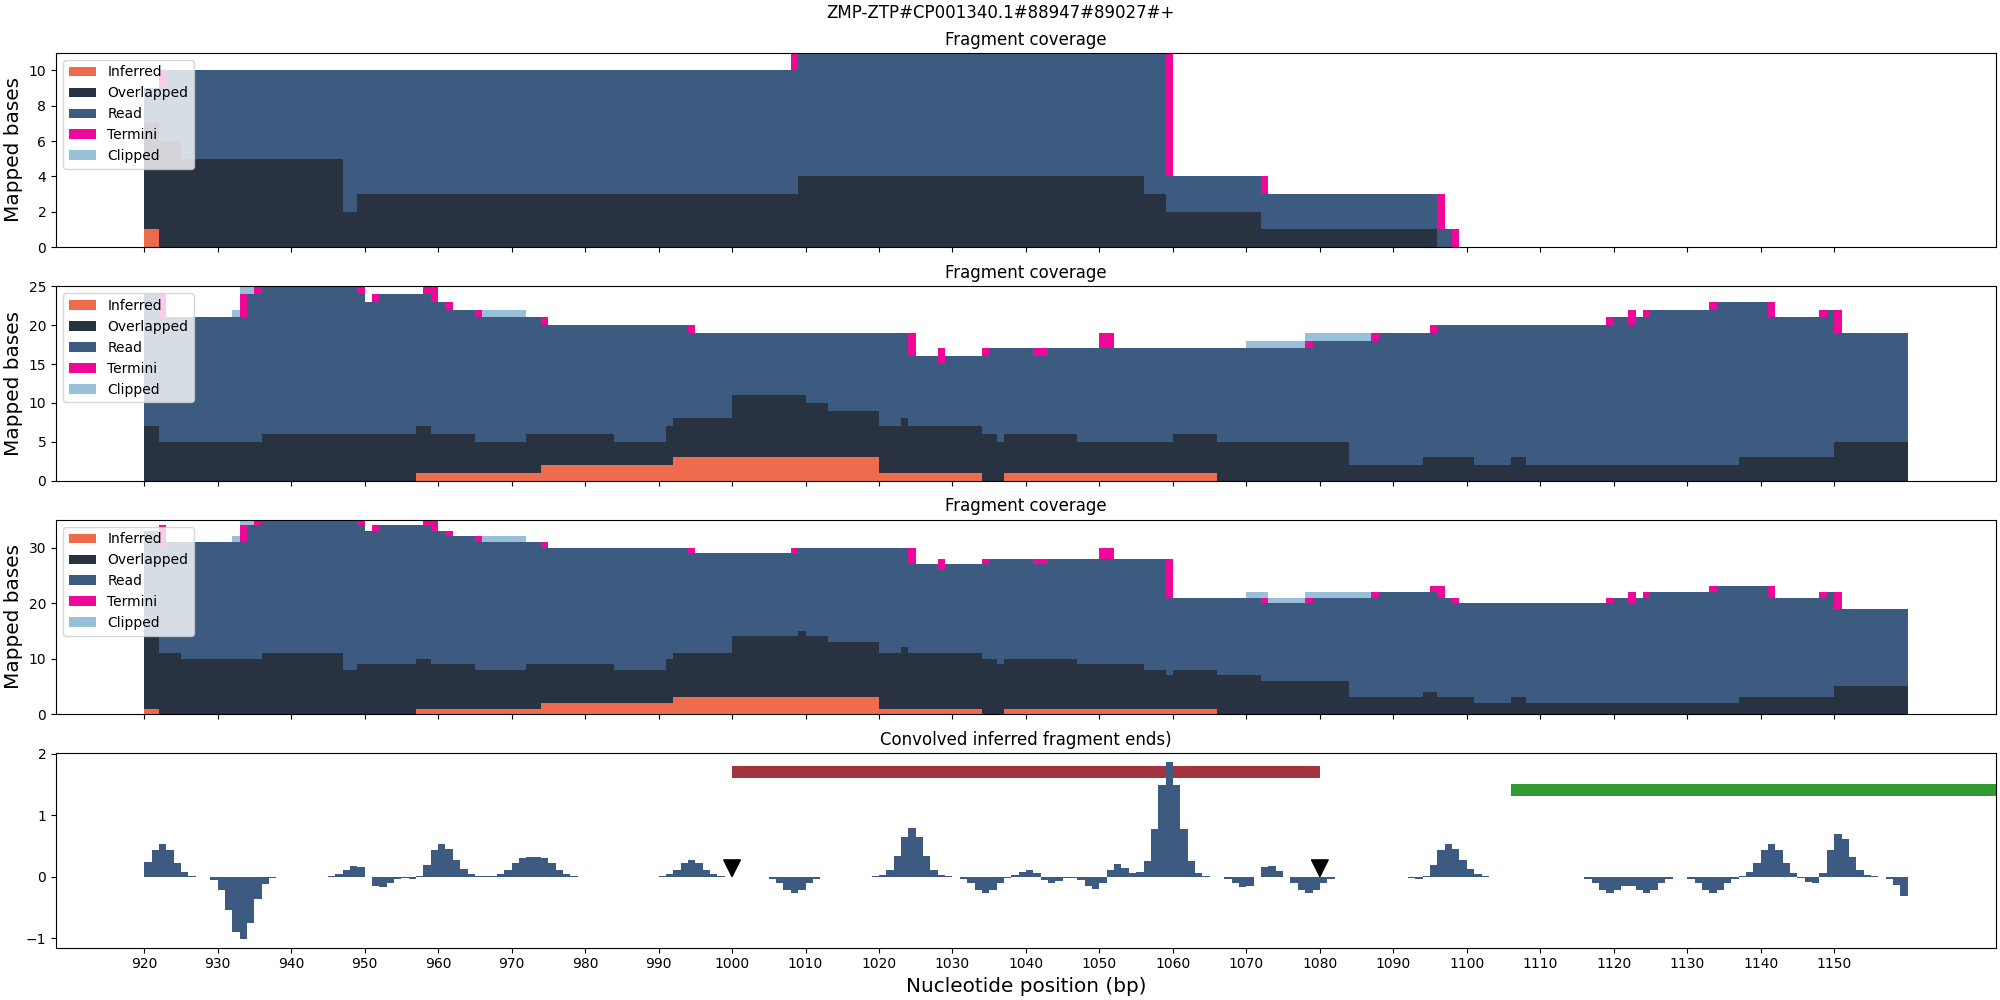 ZMP-ZTP#CP001340.1#88947#89027#+
Fragment coverage
Mapped bases
10
8
6
4
2
0
Inferred
Overlapped
Read
Termini
Clipped
Fragment coverage
Mapped bases
25
20
15
10
5
0
Inferred
Overlapped
Read
Termini
Clipped
Fragment coverage
Mapped bases
30
20
10
0
Inferred
Overlapped
Read
Termini
Clipped
Convolved inferred fragment ends)
2
1
0
−1
920 930 940 950 960 970 980 990 1000 1010 1020 1030 1040 1050 1060 1070 1080 1090 1100 1110 1120 1130 1140 1150
Nucleotide position (bp)